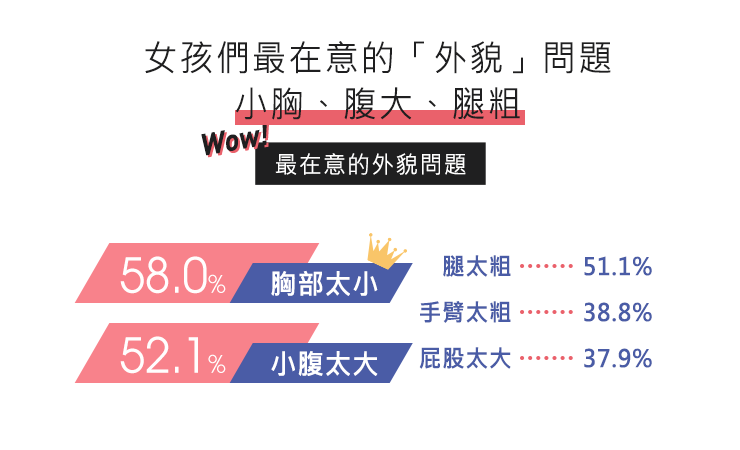 女孩們最在意的「外貌」問題
小胸、腹大、腿粗
Wow!
最在意的外貌問題
58.0%
胸部太小
52.1%
小腹太大
腿太粗 ······· 51.1%
手臂太粗 ······· 38.8%
屁股太大 ······· 37.9%